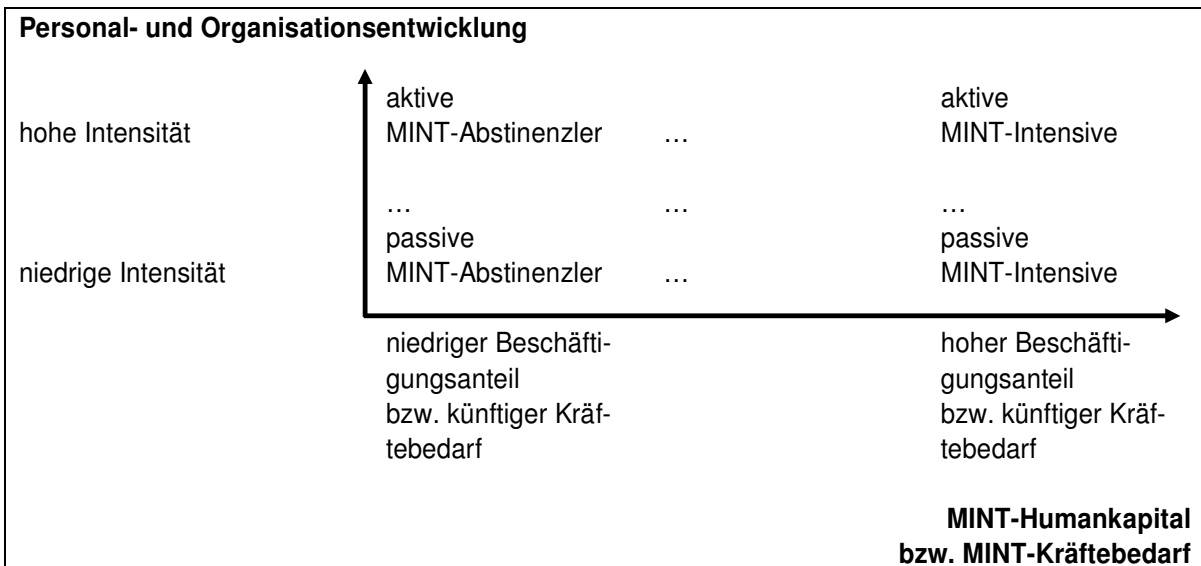 Personal- und Organisationsentwicklung
aktive aktive
hohe Intensität MINT-Abstinenzler … MINT-Intensive
… … …
passive passive
niedrige Intensität MINT-Abstinenzler … MINT-Intensive
niedriger Beschäfti- hoher Beschäfti-
gungsanteil gungsanteil
bzw. künftiger Kräf- bzw. künftiger Kräf-
tebedarf tebedarf
MINT-Humankapital
bzw. MINT-Kräftebedarf